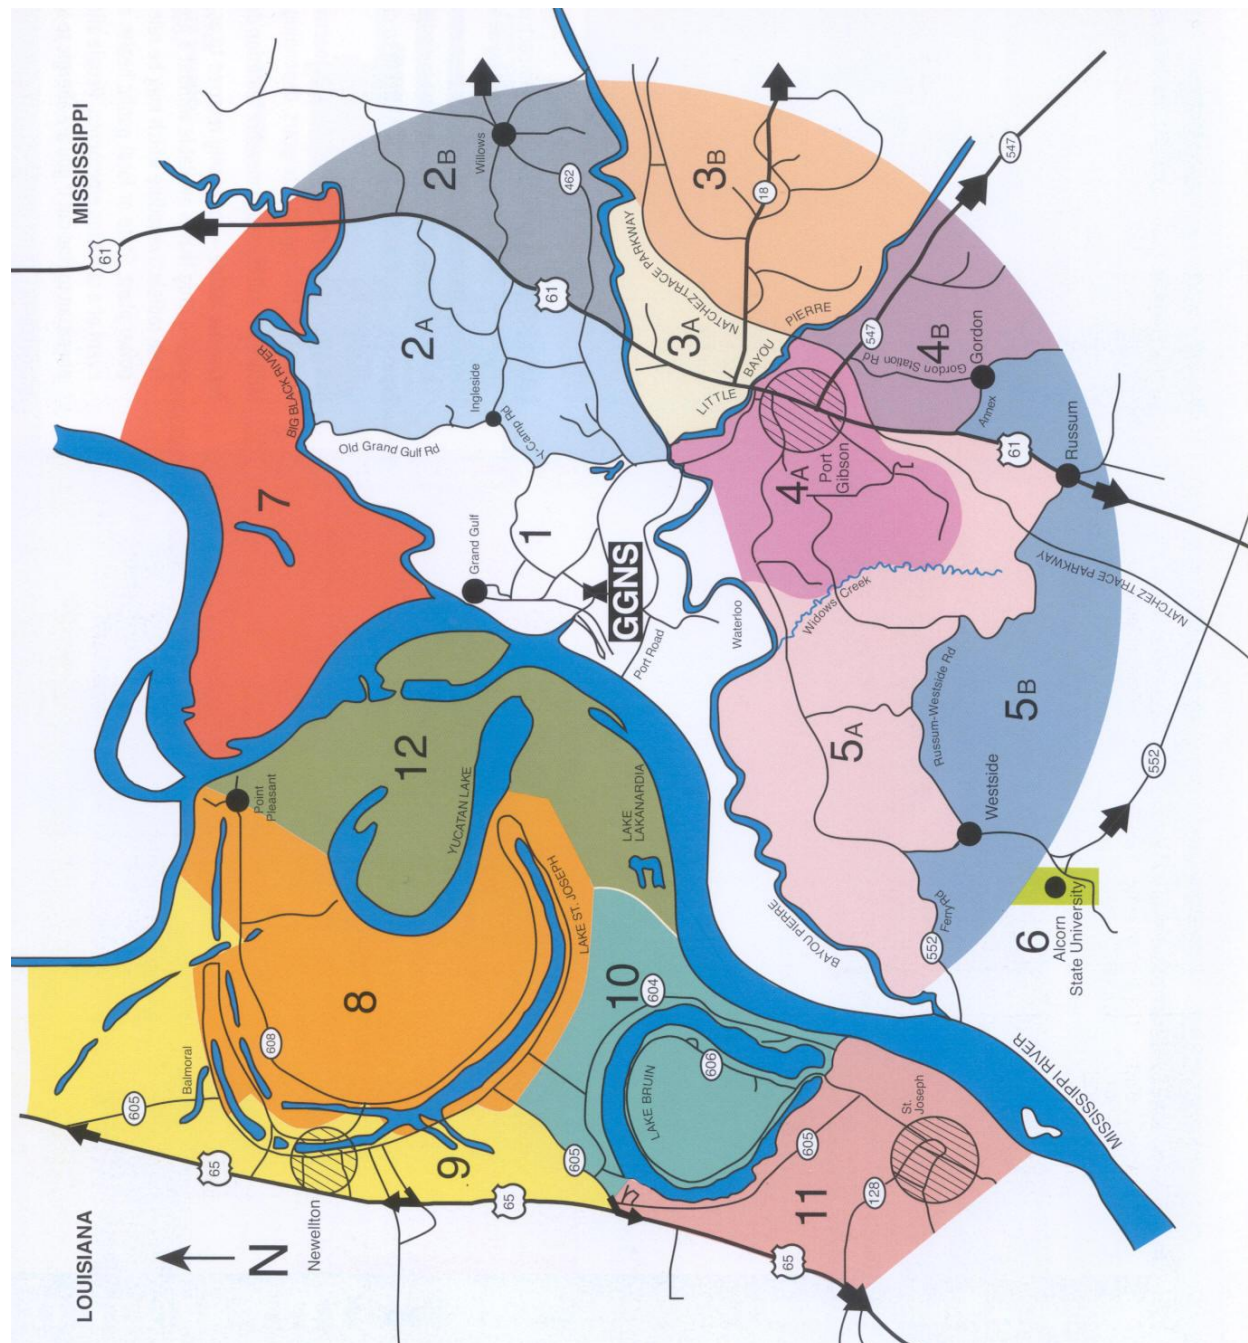 MISSISSIPPI
LOUISIANA
N
61
2B
Willows
462
3B
18
547
547
NATCHEZ TRACE PARKWAY
3A
61
2A
BIG BLACK RIVER
Ingleside
Y-Camp Rd
Old Grand Gulf Rd
LITTLE BAYOU PIERRE
4B
Gordon Station Rd
Gordon
Annex
61
Russum
4A
Port
Gibson
7
1
Grand Gulf
GGNS
Port Road
Waterloo
Widows Creek
NATCHEZ TRACE PARKWAY
Russum-Westside Rd
5B
5A
Westside
552
552
Ferry Rd
6
Alcorn
State University
BAYOU PIERRE
MISSISSIPPI RIVER
12
Point
Pleasant
YUCATAN LAKE
LAKE
LAKANARDIA
LAKE ST. JOSEPH
8
608
Balmoral
605
65
Newellton
9
65
605
10
604
606
LAKE BRUIN
605
St.
Joseph
128
11
65